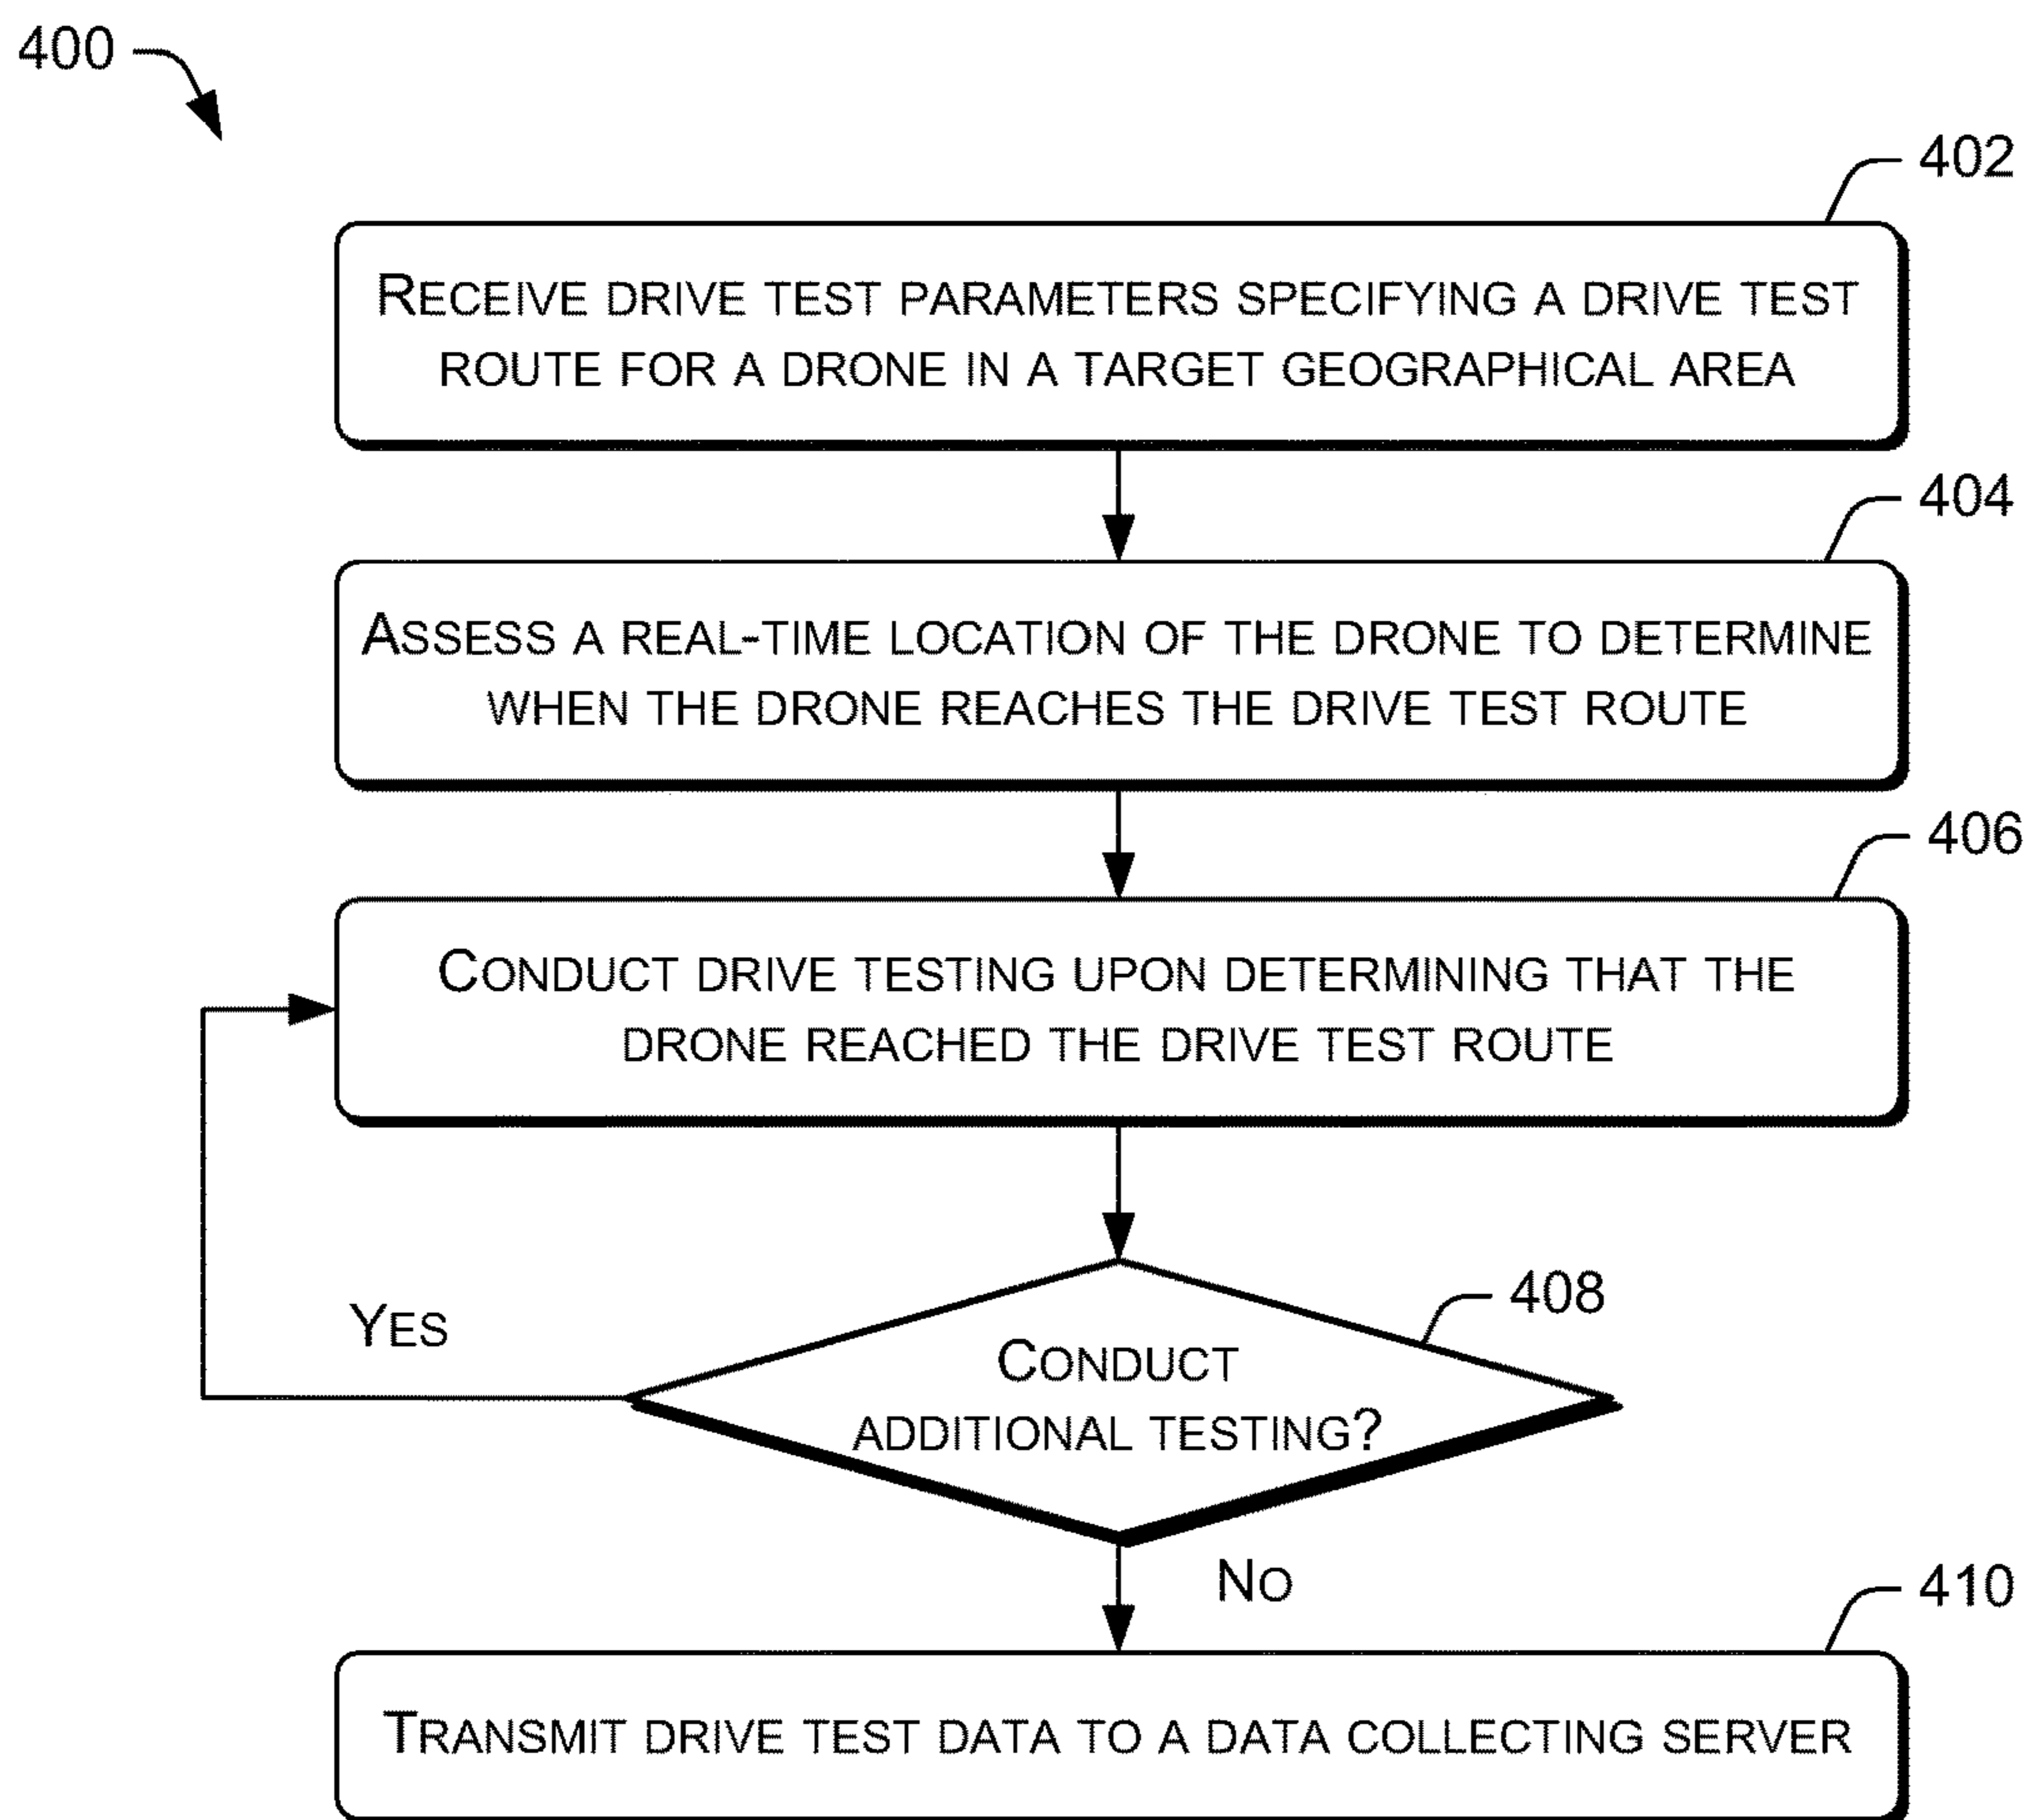 400
402
RECEIVE DRIVE TEST PARAMETERS SPECIFYING A DRIVE TEST
ROUTE FOR A DRONE IN A TARGET GEOGRAPHICAL AREA
404
ASSESS A REAL-TIME LOCATION OF THE DRONE TO DETERMINE
WHEN THE DRONE REACHES THE DRIVE TEST ROUTE
406
CONDUCT DRIVE TESTING UPON DETERMINING THAT THE
DRONE REACHED THE DRIVE TEST ROUTE
408
YES
CONDUCT
ADDITIONAL TESTING?
NO
410
TRANSMIT DRIVE TEST DATA TO A DATA COLLECTING SERVER